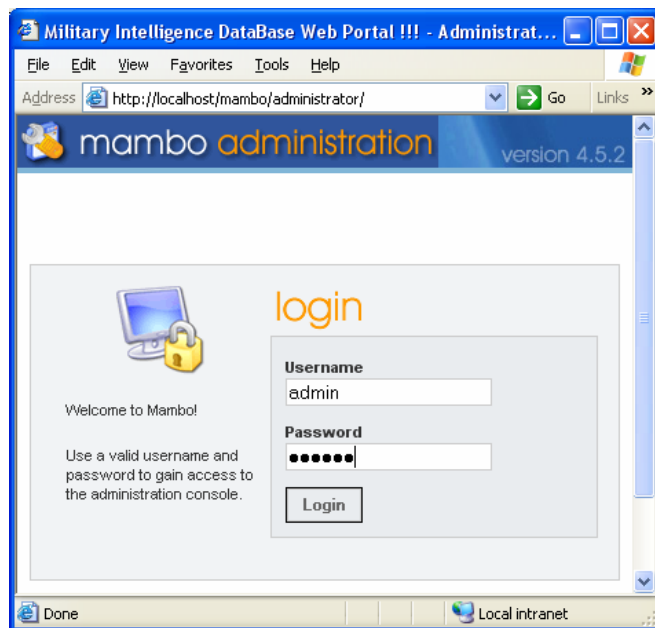 Military Intelligence DataBase Web Portal !!! - Administrat...
File Edit View Favorites Tools Help
Address http://localhost/mambo/administrator/ Go Links »
mambo administration
version 4.5.2
login
Username
admin
Welcome to Mambo!
Password
••••••
Use a valid username and
password to gain access to
the administration console.
Login
Done Local intranet